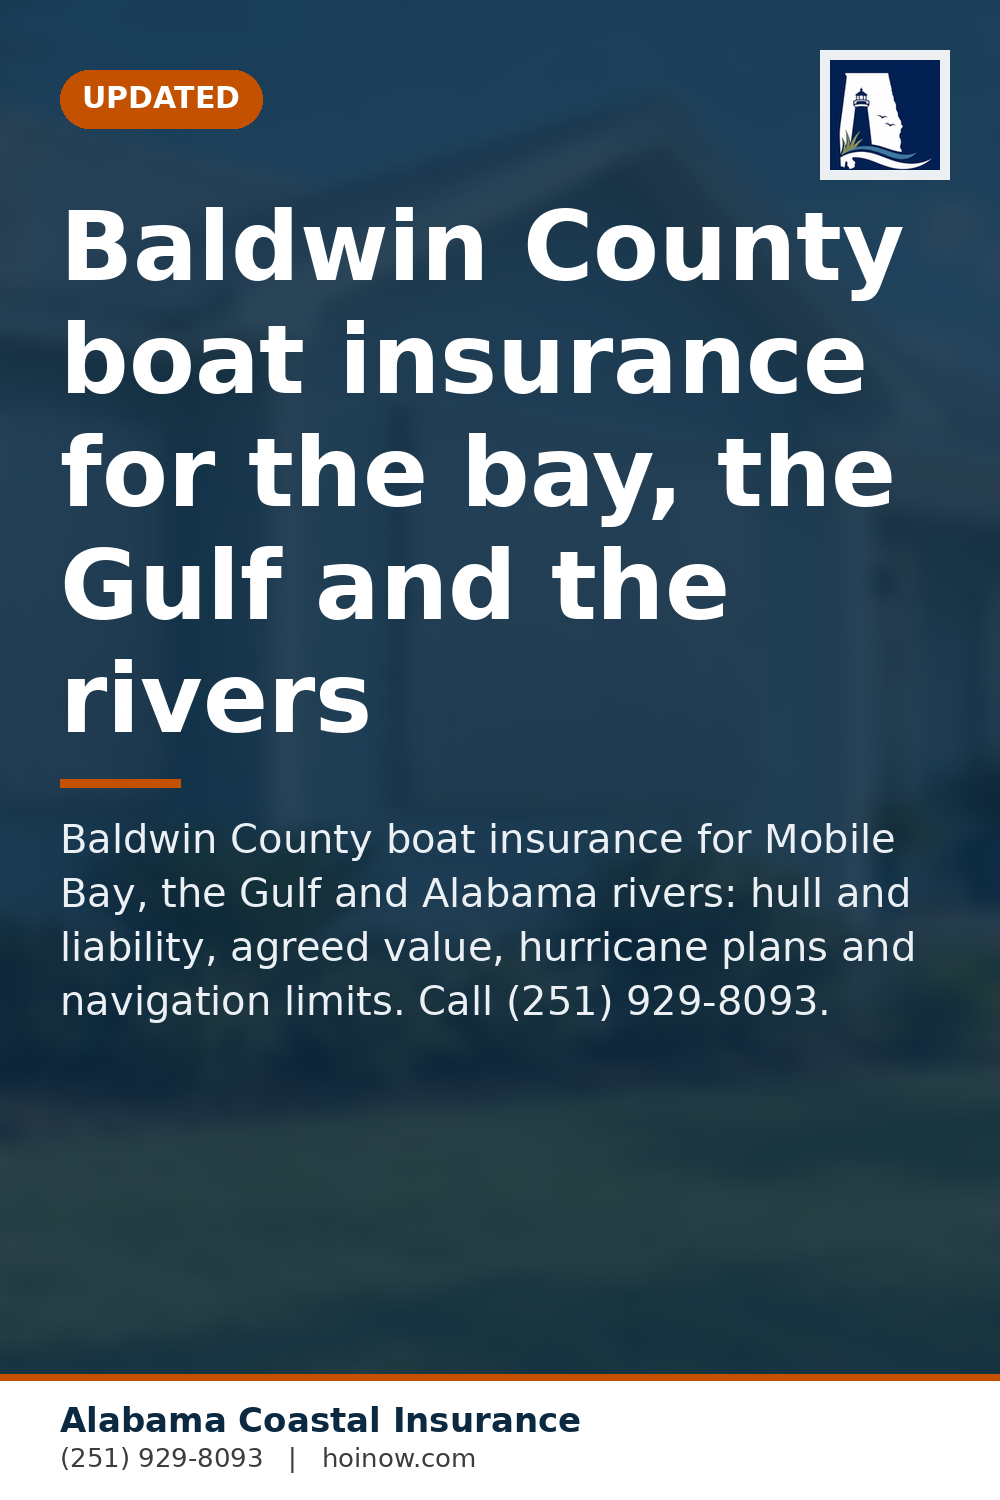 UPDATED
Baldwin County
boat insurance
for the bay, the
Gulf and the
rivers
Baldwin County boat insurance for Mobile
Bay, the Gulf and Alabama rivers: hull and
liability, agreed value, hurricane plans and
navigation limits. Call (251) 929-8093.
Alabama Coastal Insurance
(251) 929-8093 | hoinow.com